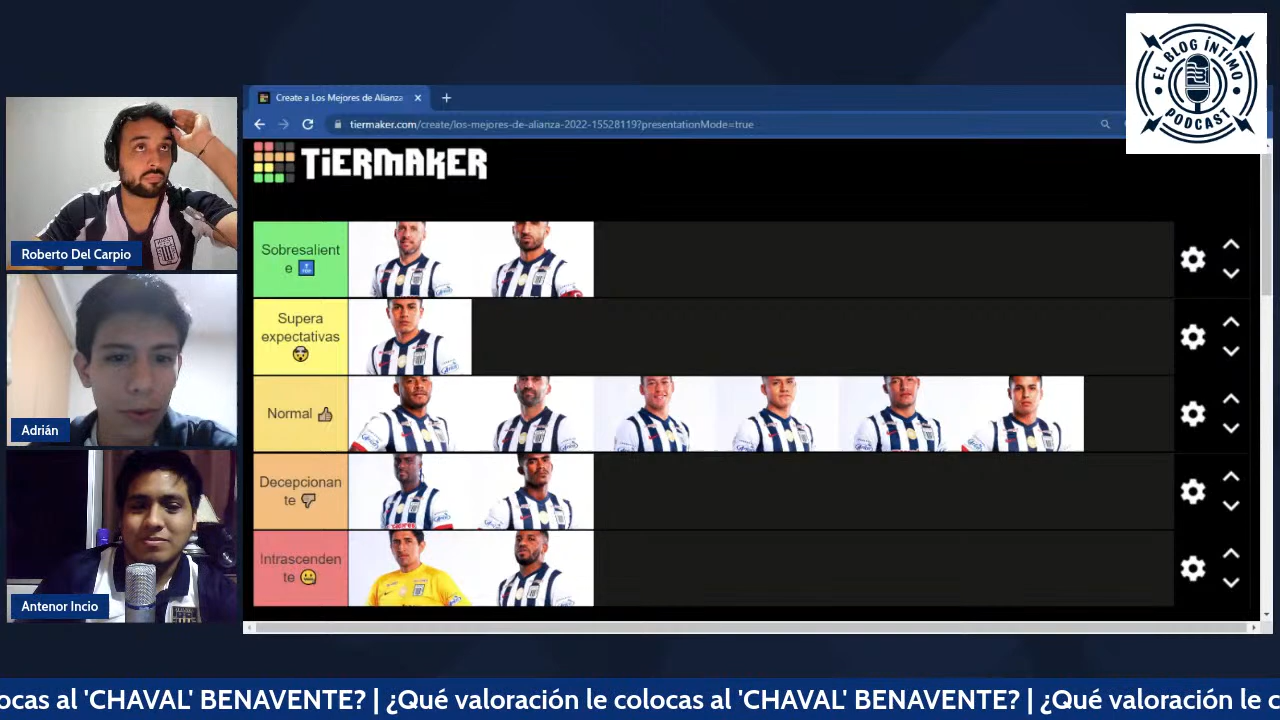 EL BLOG ÍNTIMO
PODCAST
Create a Los Mejores de Alianza
tiermaker.com/create/los-mejores-de-alianza-2022-15528119?presentationMode=true
TiERMAKER
Roberto Del Carpio
Adrián
Antenor Incio
Sobresalient
e
Supera
expectativas
Normal
Decepcionan
te
Intrascenden
te
ocas al 'CHAVAL' BENAVENTE? | ¿Qué valoración le colocas al 'CHAVAL' BENAVENTE? | ¿Qué valoración le c